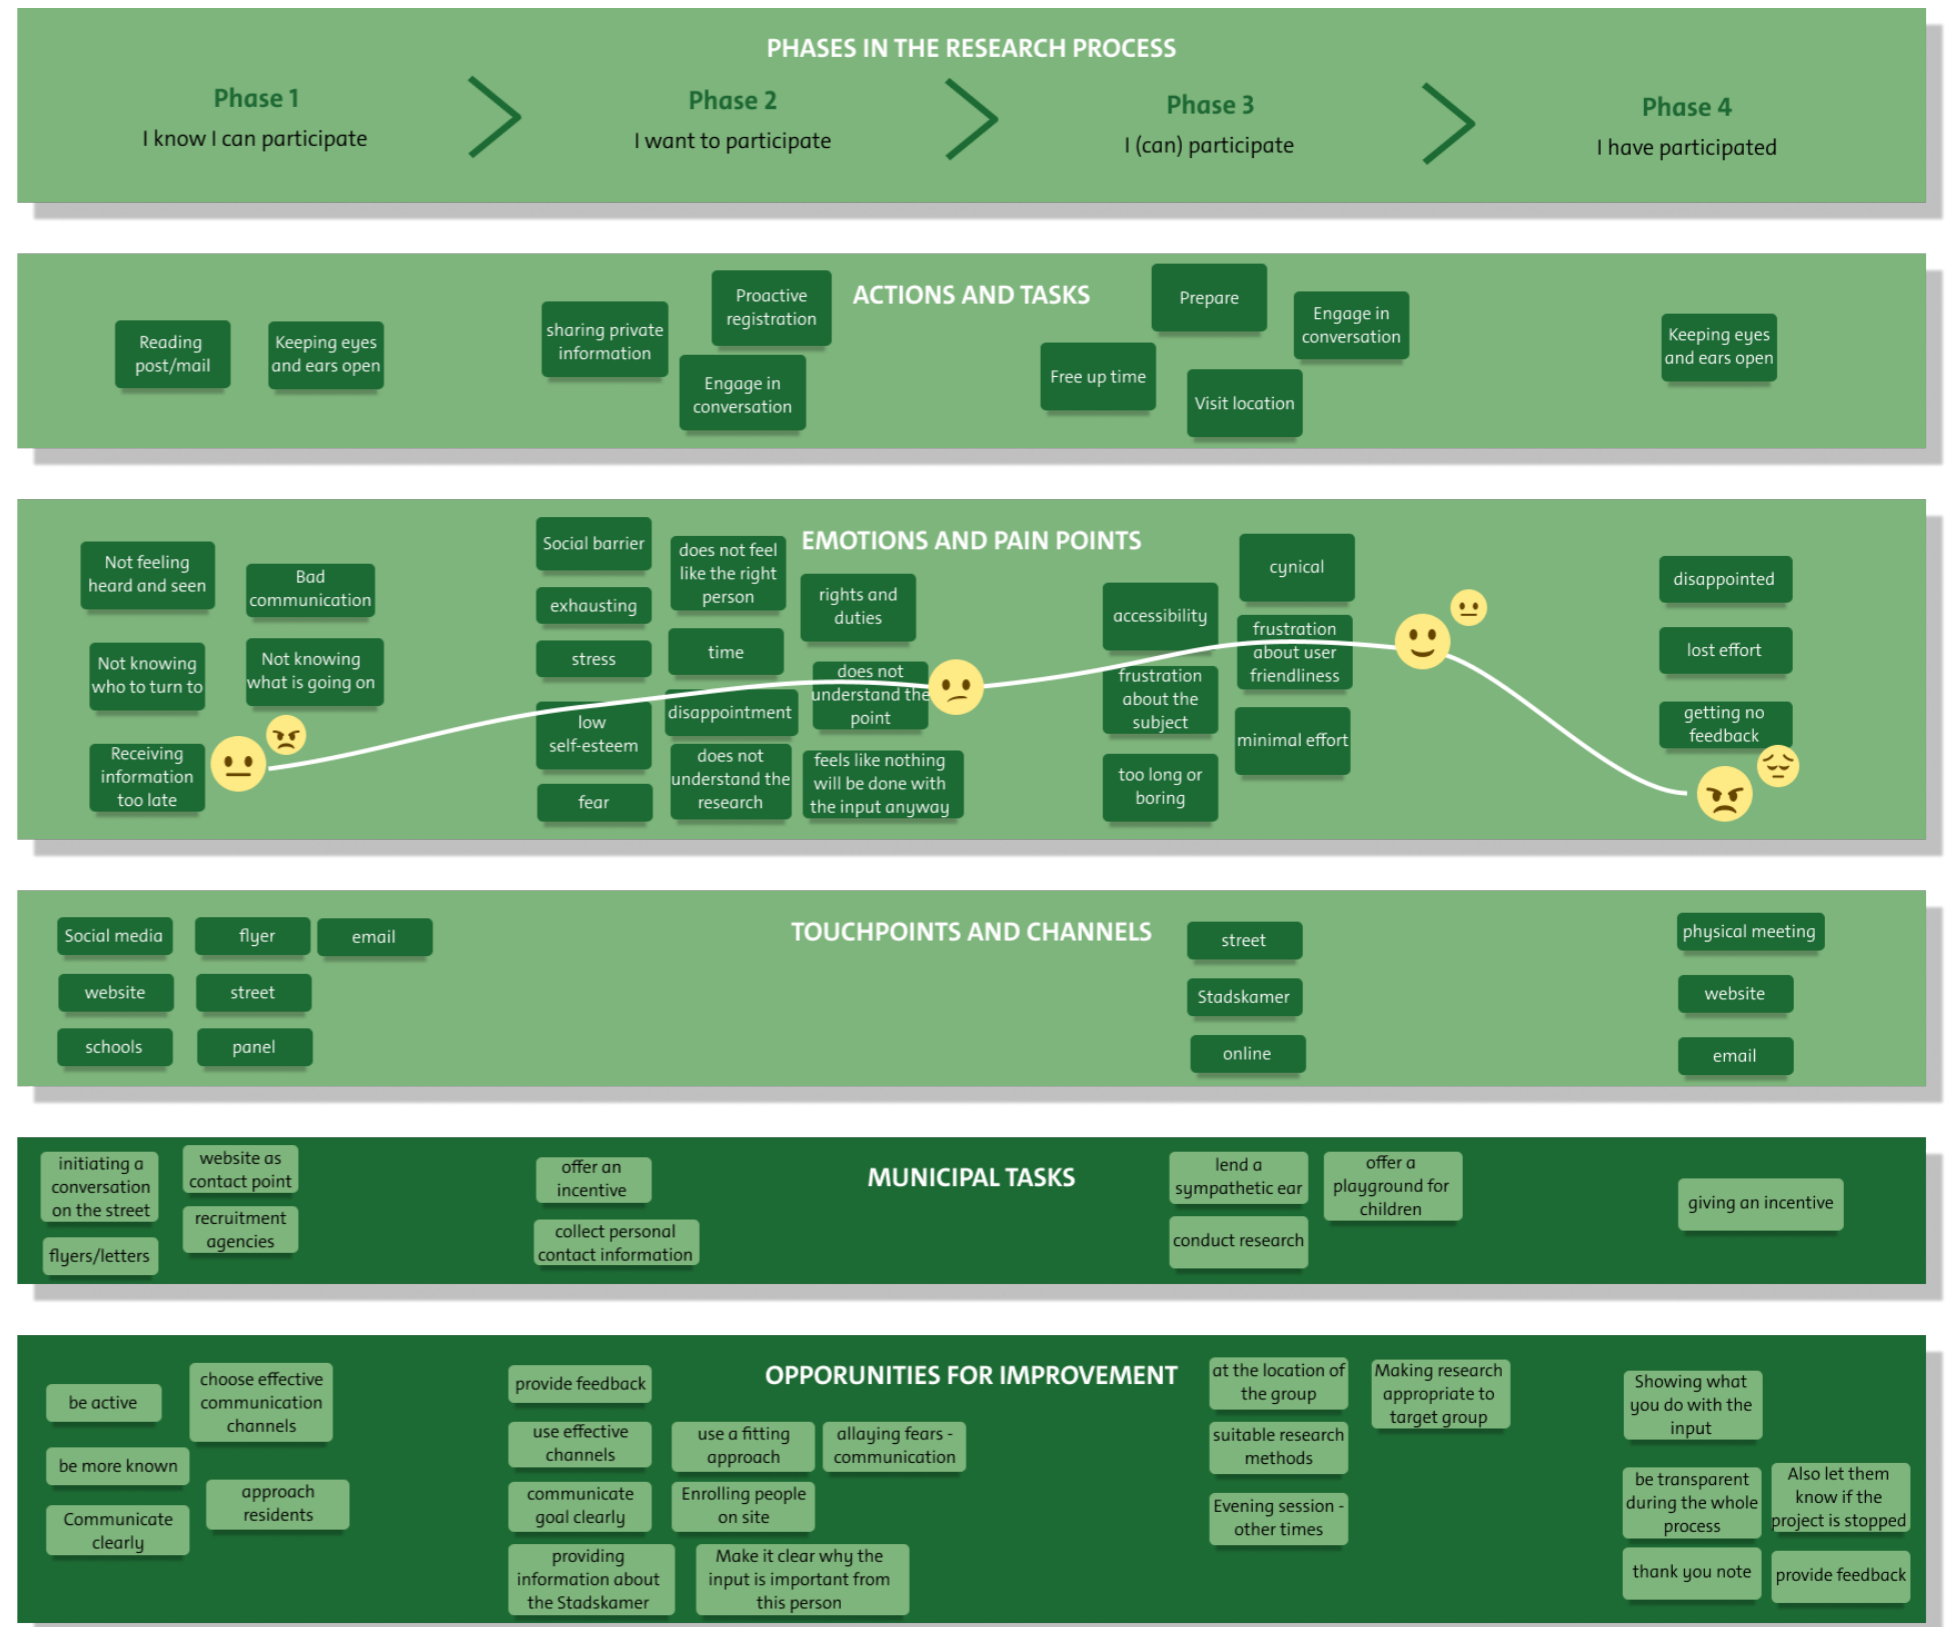 PHASES IN THE RESEARCH PROCESS
Phase 1
I know I can participate
Phase 2
I want to participate
Phase 3
I (can) participate
Phase 4
I have participated
ACTIONS AND TASKS
Reading
post/mail
Keeping eyes
and ears open
sharing private
information
Proactive
registration
Engage in
conversation
Prepare
Engage in
conversation
Free up time
Visit location
Keeping eyes
and ears open
EMOTIONS AND PAIN POINTS
Not feeling
heard and seen
Bad
communication
Not knowing
who to turn to
Not knowing
what is going on
Receiving
information
too late
Social barrier
exhausting
stress
low
self-esteem
fear
does not feel
like the right
person
time
disappointment
does not
understand the
research
rights and
duties
does not
understand the
point
feels like nothing
will be done with
the input anyway
accessibility
frustration
about the
subject
too long or
boring
cynical
frustration
about user
friendliness
minimal effort
disappointed
lost effort
getting no
feedback
TOUCHPOINTS AND CHANNELS
Social media
flyer
email
website
street
schools
panel
street
Stadskamer
online
physical meeting
website
email
MUNICIPAL TASKS
initiating a
conversation
on the street
website as
contact point
recruitment
agencies
flyers/letters
offer an
incentive
collect personal
contact information
lend a
sympathetic ear
offer a
playground for
children
conduct research
giving an incentive
OPPORUNITIES FOR IMPROVEMENT
be active
choose effective
communication
channels
be more known
approach
residents
Communicate
clearly
provide feedback
use effective
channels
use a fitting
approach
allaying fears -
communication
communicate
goal clearly
Enrolling people
on site
providing
information about
the Stadskamer
Make it clear why the
input is important from
this person
at the location of
the group
Making research
appropriate to
target group
suitable research
methods
Evening session -
other times
Showing what
you do with the
input
be transparent
during the whole
process
Also let them
know if the
project is stopped
thank you note
provide feedback